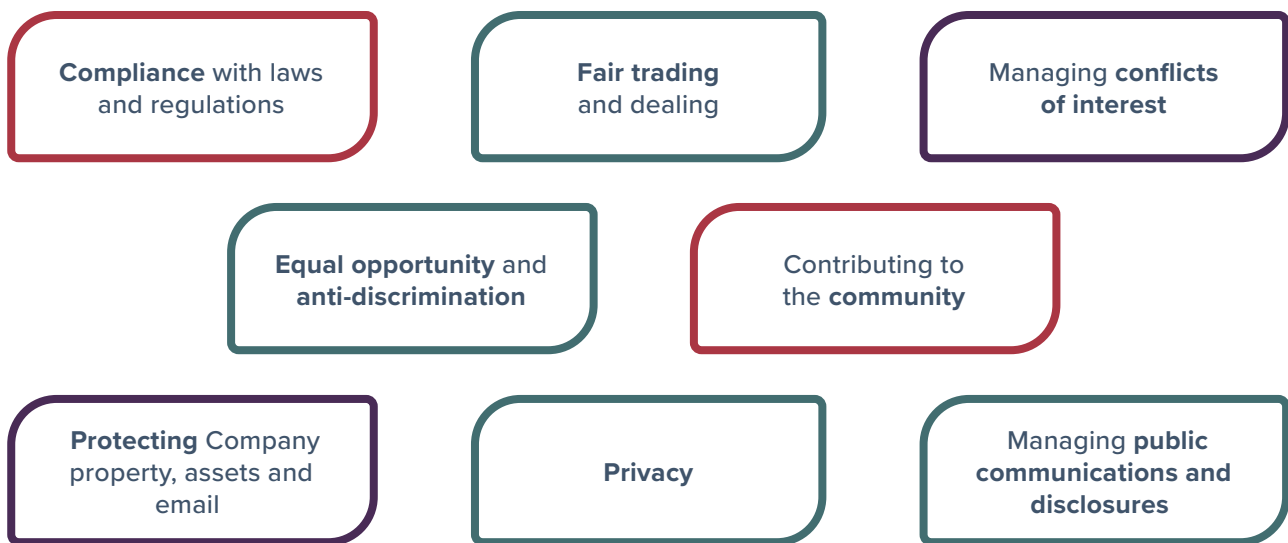 Compliance with laws
and regulations
Fair trading
and dealing
Managing conflicts
of interest
Equal opportunity and
anti-discrimination
Contributing to
the community
Protecting Company
property, assets and
email
Privacy
Managing public
communications and
disclosures